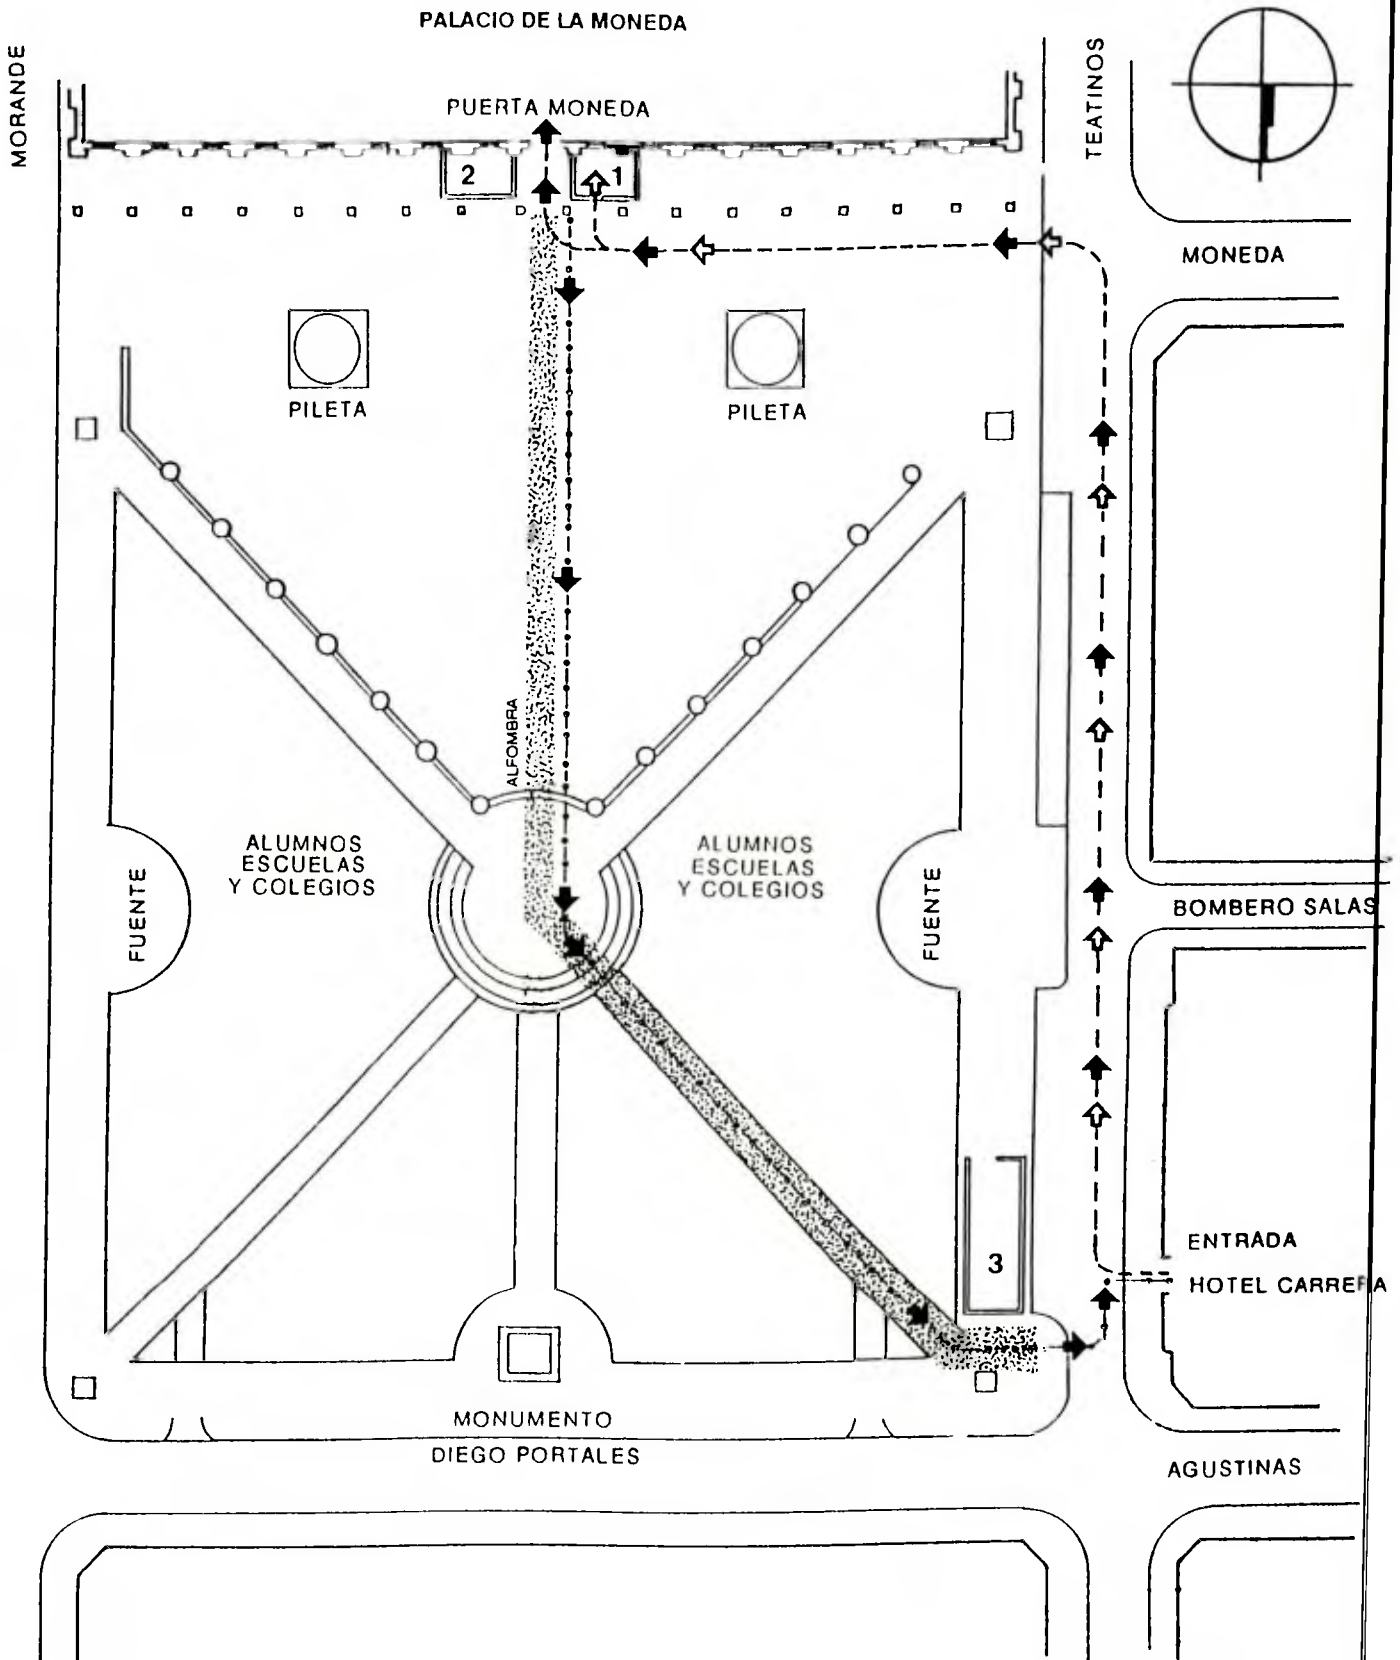 PALACIO DE LA MONEDA
MORANDE
TEATINOS
PUERTA MONEDA
2
1
MONEDA
PILETA
PILETA
ALFOMBRA
ALUMNOS
ESCUELAS
Y COLEGIOS
ALUMNOS
ESCUELAS
Y COLEGIOS
FUENTE
FUENTE
BOMBERO SALAS
3
ENTRADA
HOTEL CARRERA
MONUMENTO
DIEGO PORTALES
AGUSTINAS